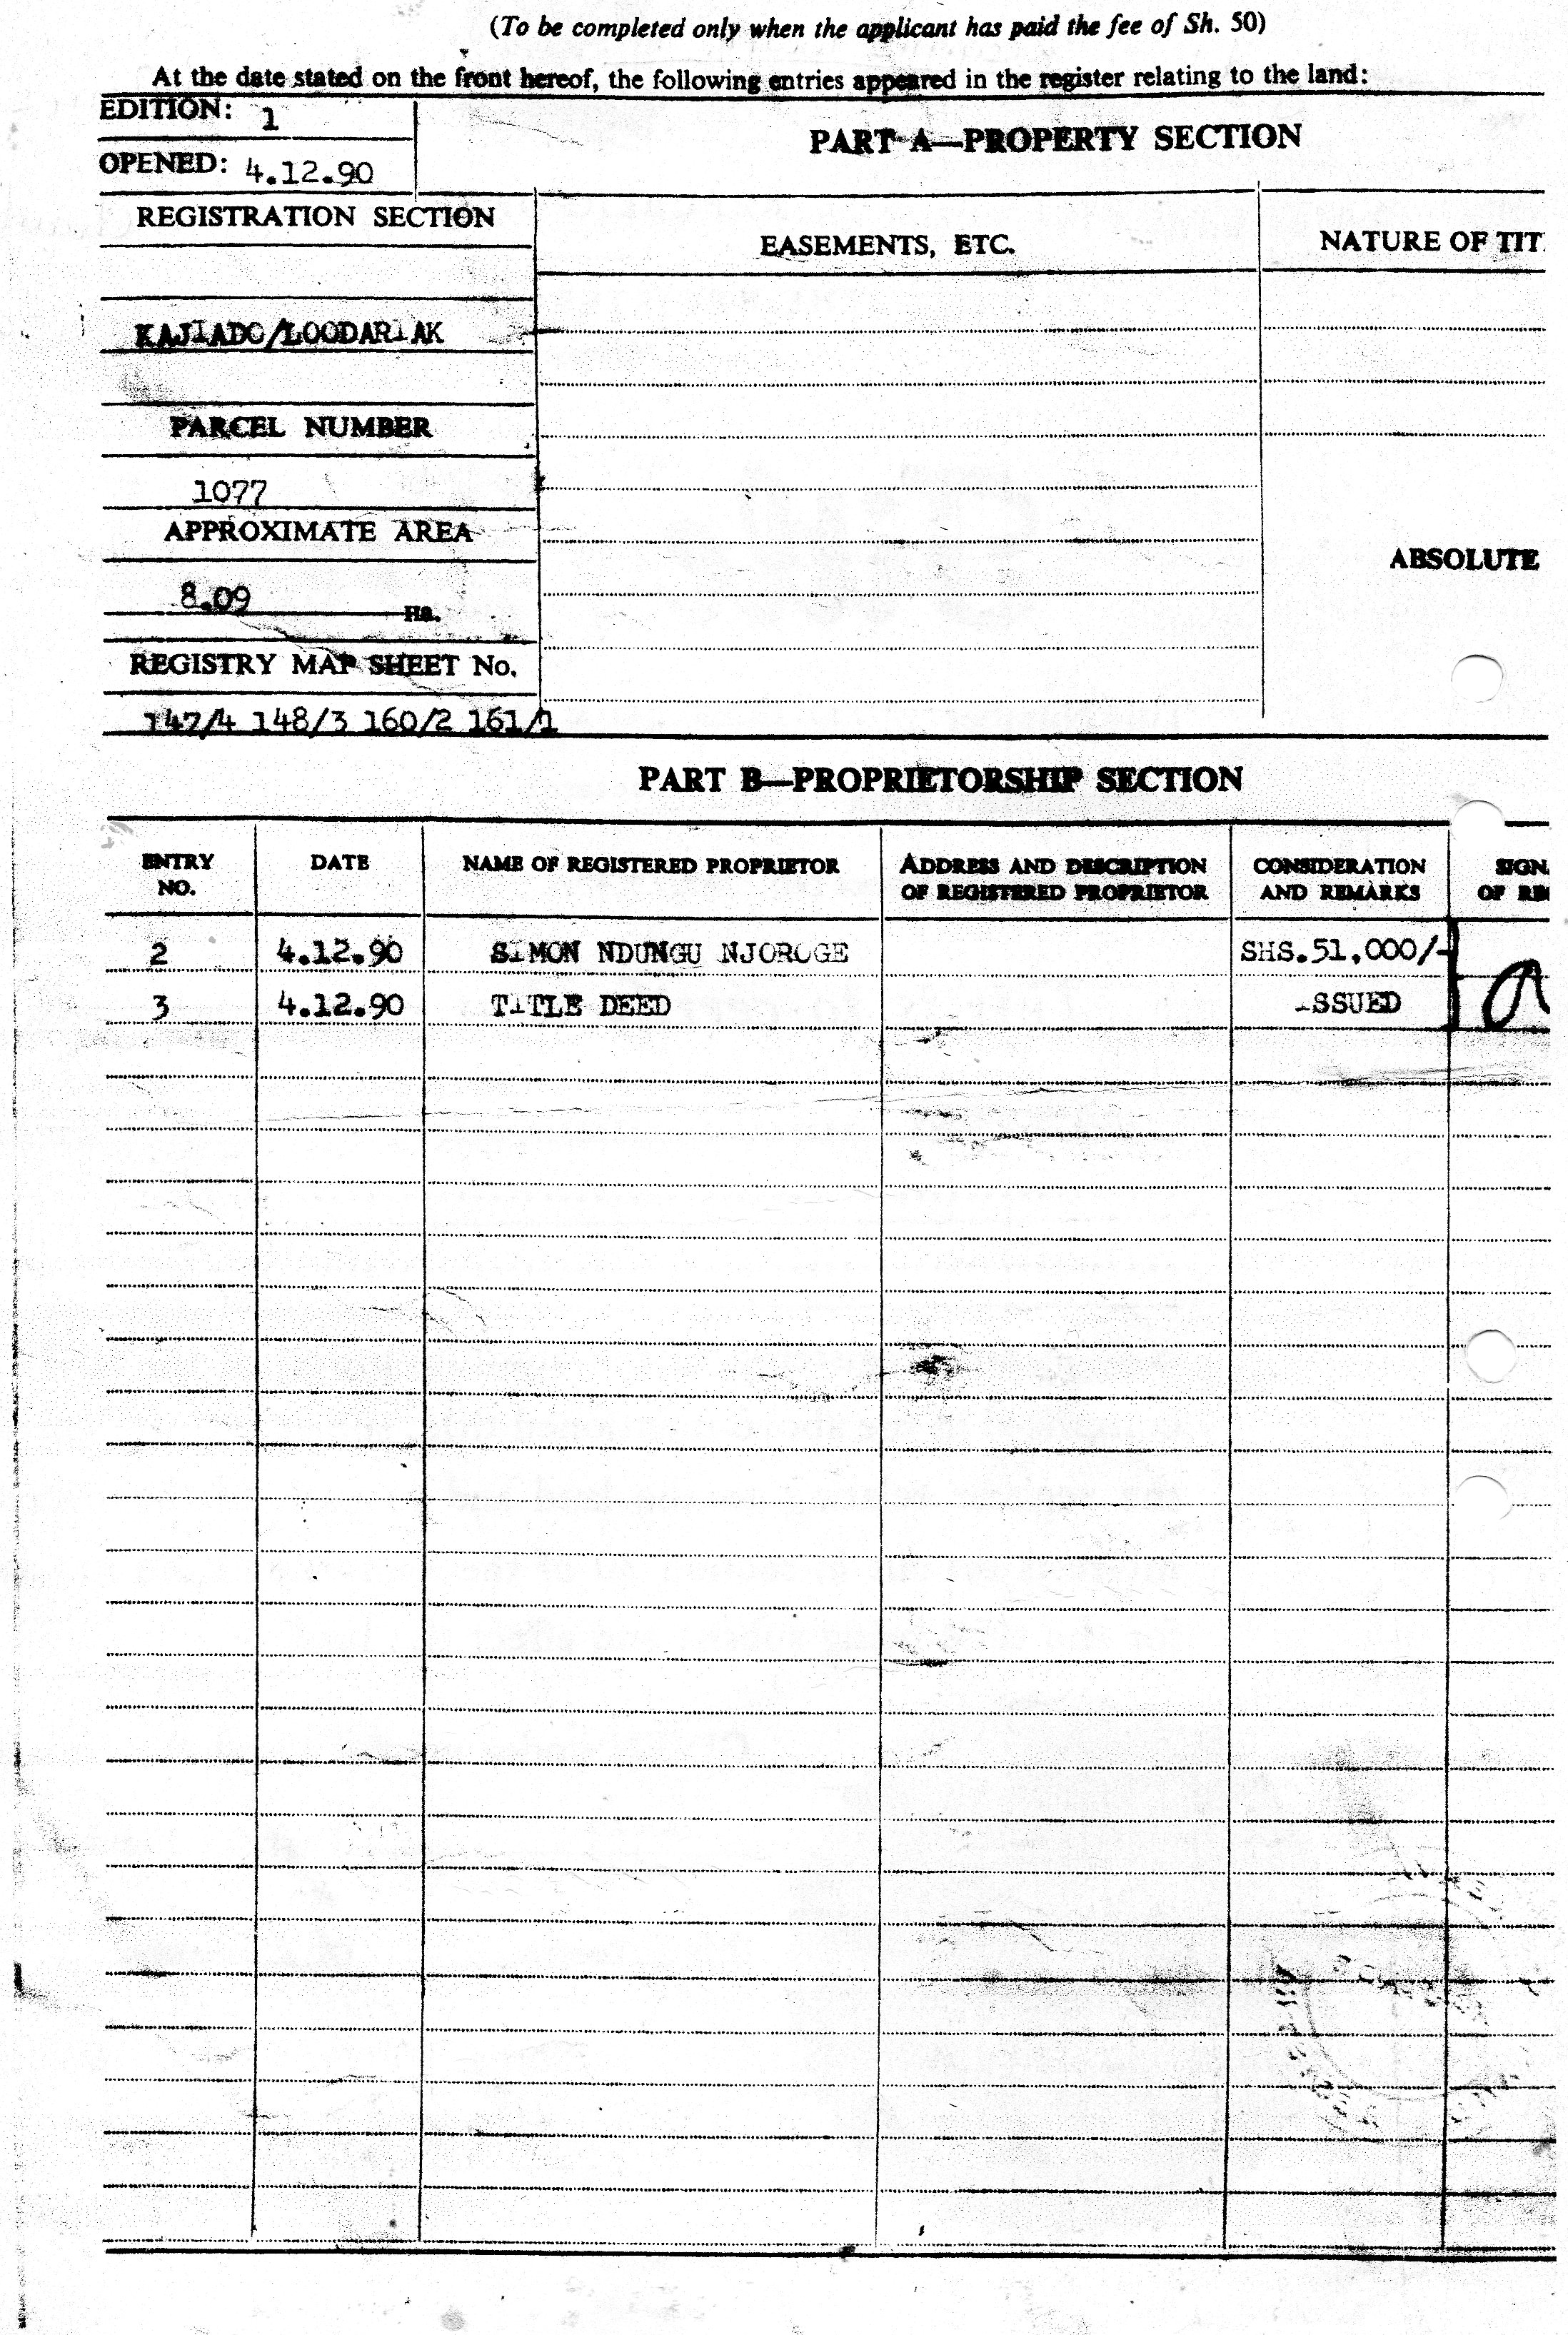 (To be completed only when the applicant has paid the fee of Sh. 50)
At the date stated on the front hereof, the following entries appeared in the register relating to the land:
EDITION: 1
PART A—PROPERTY SECTION
OPENED: 4.12.90
REGISTRATION SECTION
EASEMENTS, ETC.
NATURE OF TIT
KAJIADO/LOODARIAK
PARCEL NUMBER
1077
APPROXIMATE AREA
ABSOLUTE
8.09 Ha.
REGISTRY MAP SHEET No.
147/4 148/3 160/2 161/1
PART B—PROPRIETORSHIP SECTION
ENTRY NO.
DATE
NAME OF REGISTERED PROPRIETOR
ADDRESS AND DESCRIPTION
OF REGISTERED PROPRIETOR
CONSIDERATION
AND REMARKS
SIGN
OF RE
2 4.12.90 SIMON NDUNGU NJOROGE SHS.51,000/-
3 4.12.90 TITLE DEED ISSUED